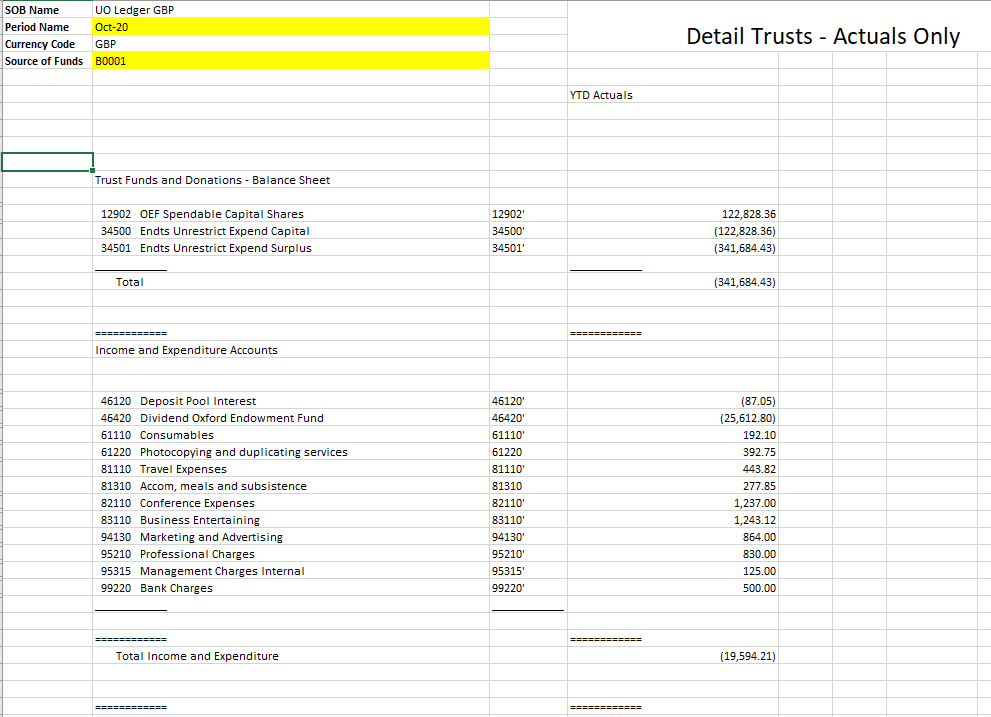 SOB Name UO Ledger GBP
Detail Trusts - Actuals Only
Period Name Oct-20
Currency Code GBP
Source of Funds B0001
YTD Actuals
Trust Funds and Donations - Balance Sheet
12902 OEF Spendable Capital Shares 12902' 122,828.36
34500 Endts Unrestrict Expend Capital 34500' (122,828.36)
34501 Endts Unrestrict Expend Surplus 34501' (341,684.43)
____________ ____________
Total (341,684.43)
============ ============
Income and Expenditure Accounts
46120 Deposit Pool Interest 46120' (87.05)
46420 Dividend Oxford Endowment Fund 46420' (25,612.80)
61110 Consumables 61110' 192.10
61220 Photocopying and duplicating services 61220 392.75
81110 Travel Expenses 81110' 443.82
81310 Accom, meals and subsistence 81310 277.85
82110 Conference Expenses 82110' 1,237.00
83110 Business Entertaining 83110' 1,243.12
94130 Marketing and Advertising 94130' 864.00
95210 Professional Charges 95210' 830.00
95315 Management Charges Internal 95315' 125.00
99220 Bank Charges 99220' 500.00
____________ ____________
============ ============
Total Income and Expenditure (19,594.21)
============ ============